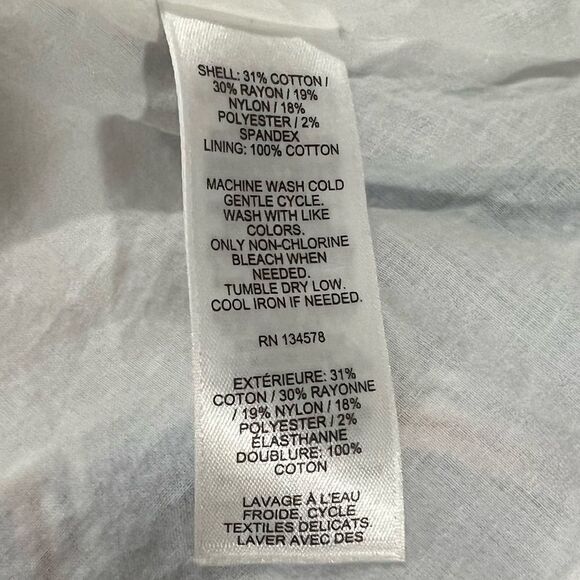 SHELL: 31% COTTON /
30% RAYON / 19%
NYLON / 18%
POLYESTER / 2%
SPANDEX
LINING: 100% COTTON
MACHINE WASH COLD
GENTLE CYCLE.
WASH WITH LIKE
COLORS.
ONLY NON-CHLORINE
BLEACH WHEN
NEEDED.
TUMBLE DRY LOW.
COOL IRON IF NEEDED.
RN 134578
EXTÉRIEURE: 31%
COTON / 30% RAYONNE
/ 19% NYLON / 18%
POLYESTER / 2%
ÉLASTHANNE
DOUBLURE: 100%
COTON
LAVAGE À L'EAU
FROIDE, CYCLE
TEXTILES DÉLICATS.
LAVER AVEC DES